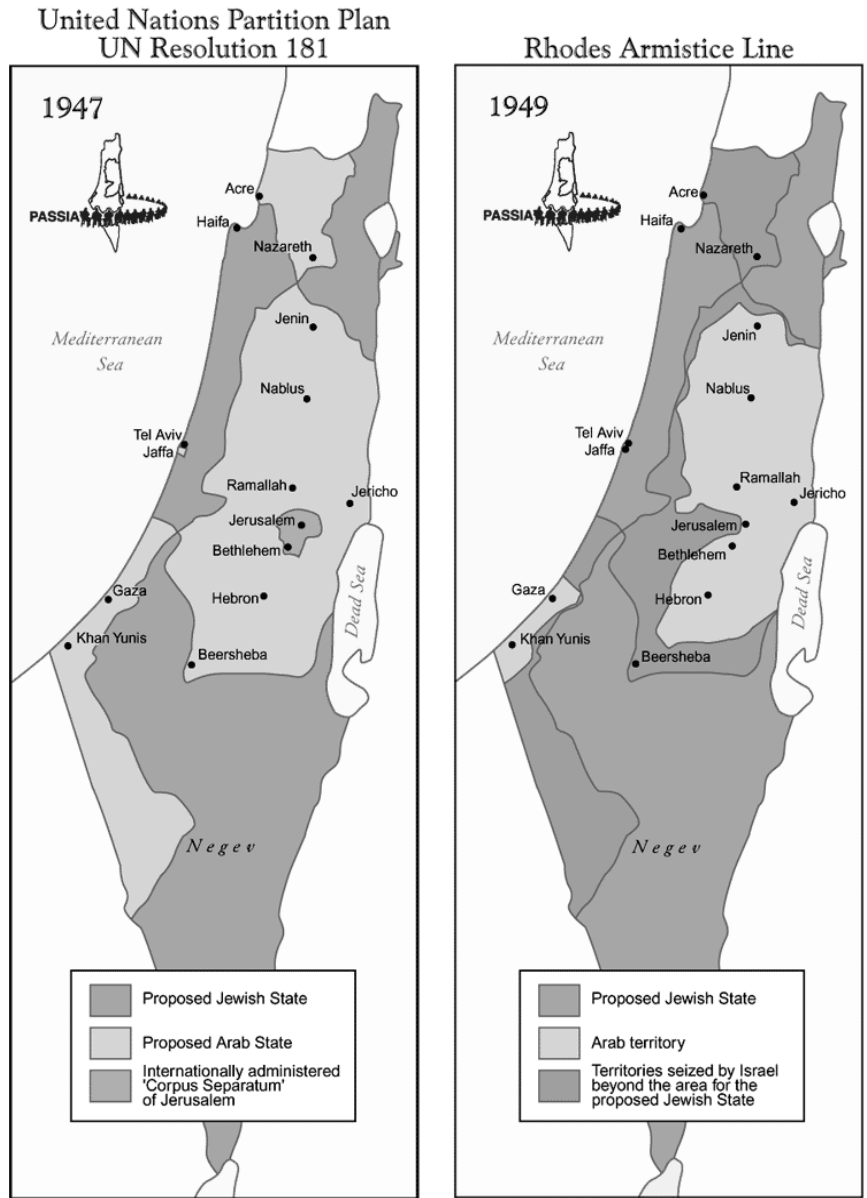 United Nations Partition Plan
UN Resolution 181
1947
PASSIA
Acre
Haifa
Nazareth
Jenin
Mediterranean
Sea
Nablus
Tel Aviv
Jaffa
Ramallah
Jericho
Jerusalem
Bethlehem
Gaza
Hebron
Dead Sea
Khan Yunis
Beersheba
Negev
Proposed Jewish State
Proposed Arab State
Internationally administered
'Corpus Separatum'
of Jerusalem
Rhodes Armistice Line
1949
PASSIA
Acre
Haifa
Nazareth
Jenin
Mediterranean
Sea
Nablus
Tel Aviv
Jaffa
Ramallah
Jericho
Jerusalem
Bethlehem
Gaza
Hebron
Dead Sea
Khan Yunis
Beersheba
Negev
Proposed Jewish State
Arab territory
Territories seized by Israel
beyond the area for the
proposed Jewish State